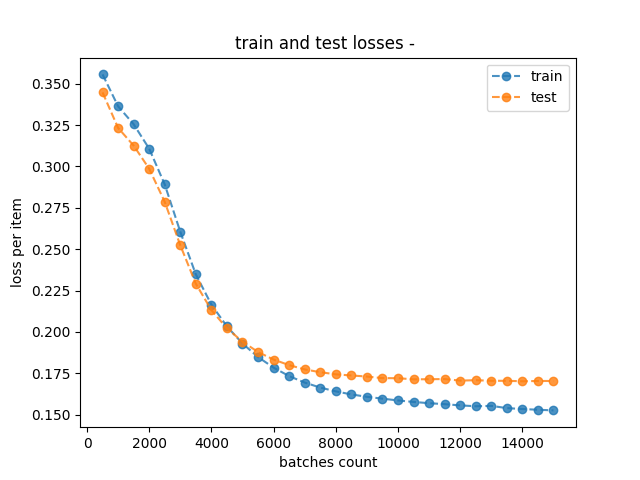 train and test losses -
train
test
loss per item
0.350
0.325
0.300
0.275
0.250
0.225
0.200
0.175
0.150
0 2000 4000 6000 8000 10000 12000 14000
batches count